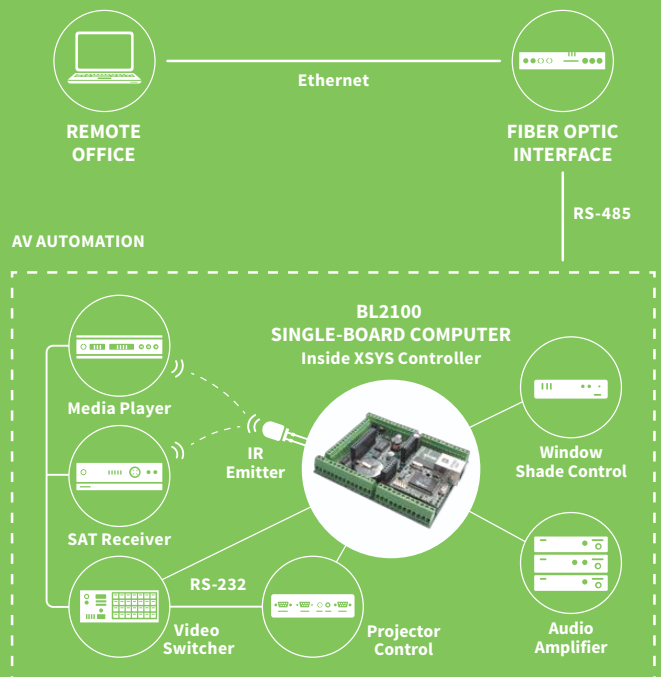 Ethernet
REMOTE
OFFICE
FIBER OPTIC
INTERFACE
RS-485
AV AUTOMATION
BL2100
SINGLE-BOARD COMPUTER
Inside XSYS Controller
Media Player
IR
Emitter
Window
Shade Control
SAT Receiver
RS-232
Video
Switcher
Projector
Control
Audio
Amplifier